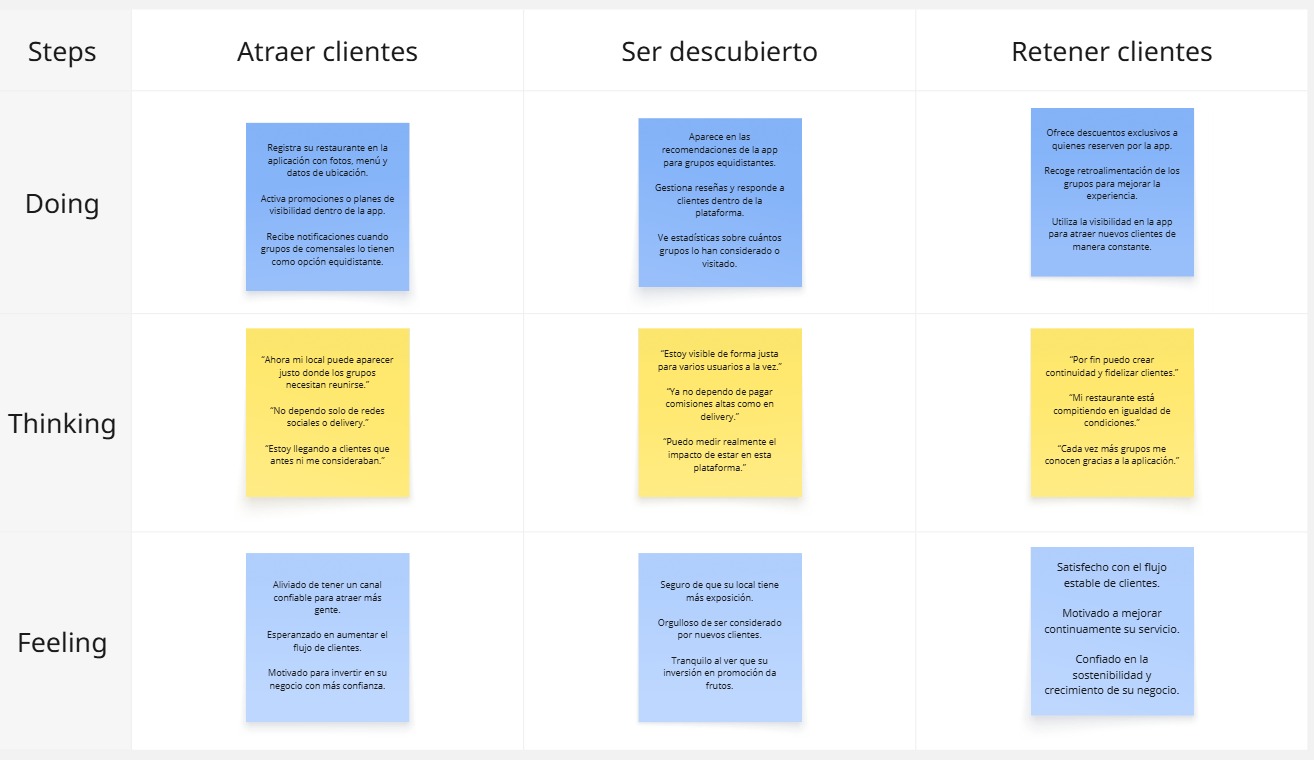 Steps
Atraer clientes
Ser descubierto
Retener clientes
Doing
Registra su restaurante en la
aplicación con fotos, menú y
datos de ubicación.
Activa promociones o planes de
visibilidad dentro de la app.
Recibe notificaciones cuando
grupos de comensales lo tienen
como opción equidistante.
Aparece en las
recomendaciones de la app
para grupos equidistantes.
Gestiona reseñas y responde a
clientes dentro de la
plataforma.
Ve estadísticas sobre cuántos
grupos lo han considerado o
visitado.
Ofrece descuentos exclusivos a
quienes reserven por la app.
Recoge retroalimentación de los
grupos para mejorar la
experiencia.
Utiliza la visibilidad en la app
para atraer nuevos clientes de
manera constante.
Thinking
“Ahora mi local puede aparecer
justo donde los grupos
necesitan reunirse.”
“No dependo solo de redes
sociales o delivery.”
“Estoy llegando a clientes que
antes ni me consideraban.”
“Estoy visible de forma justa
para varios usuarios a la vez.”
“Ya no dependo de pagar
comisiones altas como en
delivery.”
“Puedo medir realmente el
impacto de estar en esta
plataforma.”
“Por fin puedo crear
continuidad y fidelizar clientes.”
“Mi restaurante está
compitiendo en igualdad de
condiciones.”
“Cada vez más grupos me
conocen gracias a la aplicación.”
Feeling
Aliviado de tener un canal
confiable para atraer más
gente.
Esperanzado en aumentar el
flujo de clientes.
Motivado para invertir en su
negocio con más confianza.
Seguro de que su local tiene
más exposición.
Orgulloso de ser considerado
por nuevos clientes.
Tranquilo al ver que su
inversión en promoción da
frutos.
Satisfecho con el flujo
estable de clientes.
Motivado a mejorar
continuamente su servicio.
Confiado en la
sostenibilidad y
crecimiento de su negocio.